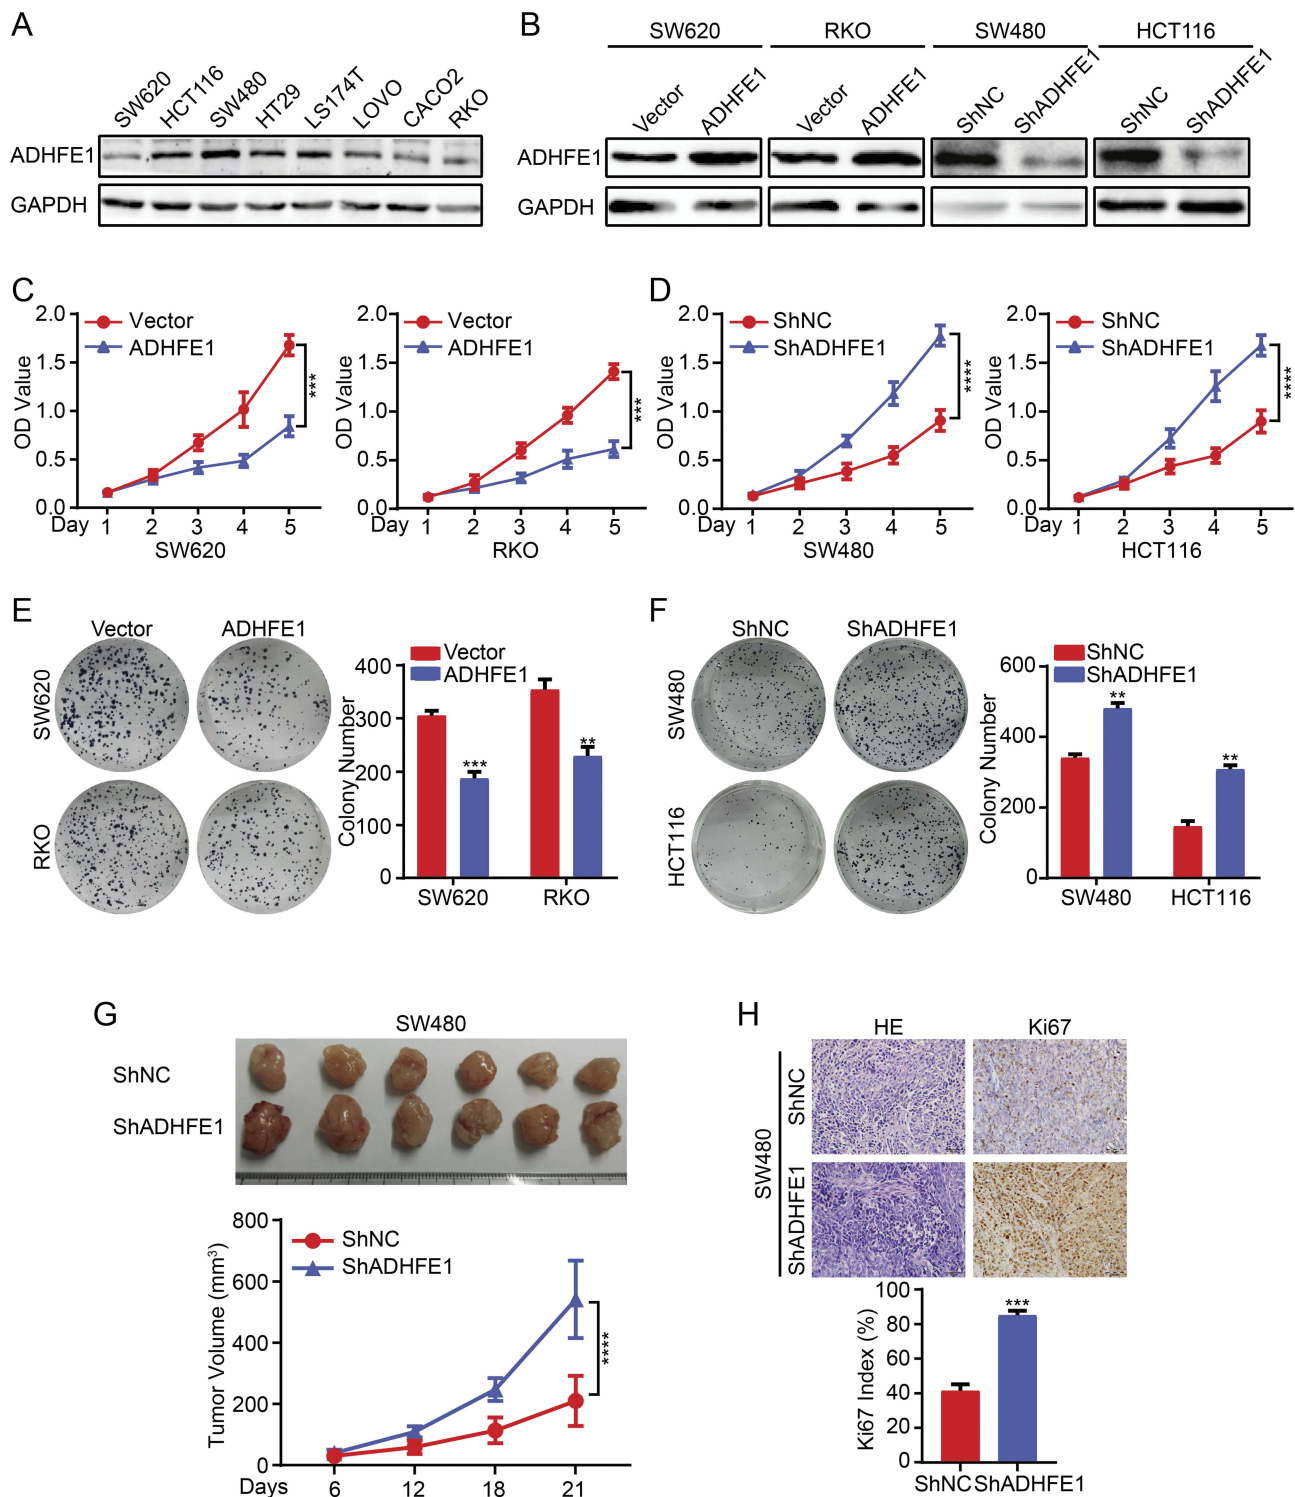 A
SW620 HCT116 SW480 HT29 LS174T LOVO CACO2 RKO
ADHFE1
GAPDH
B
SW620 RKO SW480 HCT116
Vector ADHFE1 Vector ADHFE1 ShNC ShADHFE1 ShNC ShADHFE1
ADHFE1
GAPDH
C
OD Value
2.0
1.5
1.0
0.5
0.0
Vector
ADHFE1
***
Day 1 2 3 4 5
SW620
OD Value
2.0
1.5
1.0
0.5
0.0
Vector
ADHFE1
***
Day 1 2 3 4 5
RKO
D
OD Value
2.0
1.5
1.0
0.5
0.0
ShNC
ShADHFE1
****
Day 1 2 3 4 5
SW480
OD Value
2.0
1.5
1.0
0.5
0.0
ShNC
ShADHFE1
****
Day 1 2 3 4 5
HCT116
E
Vector ADHFE1
SW620
RKO
Colony Number
400
300
200
100
0
Vector
ADHFE1
***
**
SW620 RKO
F
ShNC ShADHFE1
SW480
HCT116
Colony Number
600
400
200
0
ShNC
ShADHFE1
**
**
SW480 HCT116
G
SW480
ShNC
ShADHFE1
Tumor Volume (mm³)
800
600
400
200
0
ShNC
ShADHFE1
****
Days 6 12 18 21
H
HE Ki67
SW480
ShNC
ShADHFE1
Ki67 Index (%)
100
80
60
40
20
0
***
ShNC ShADHFE1